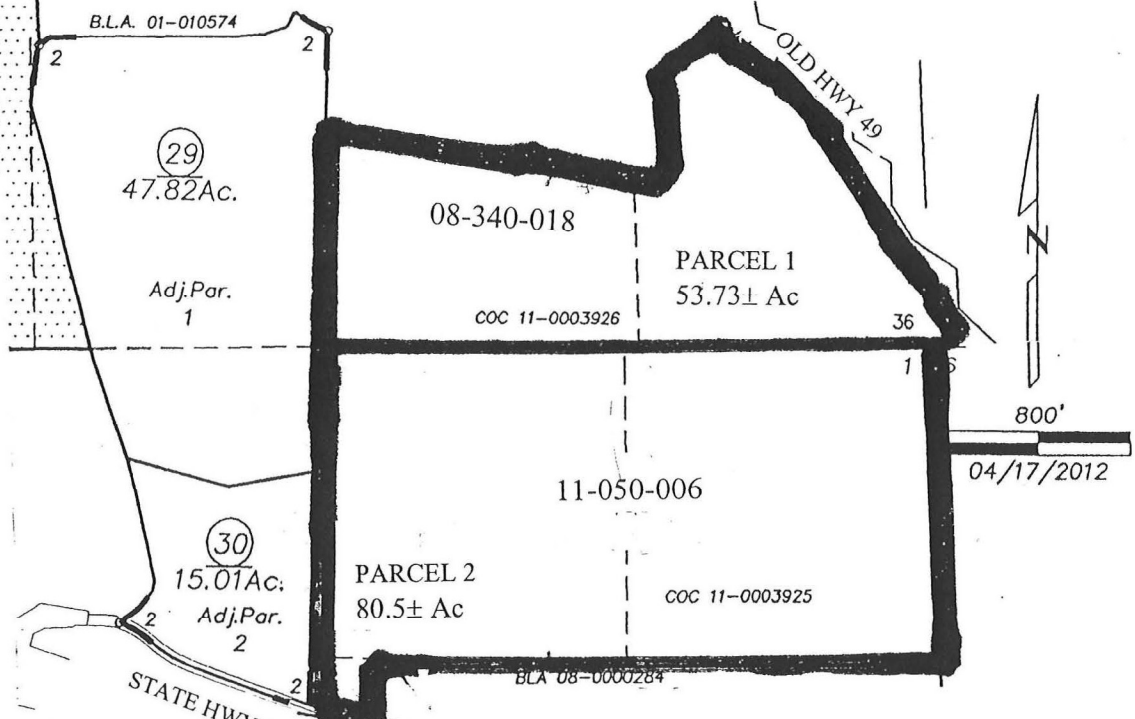 B.L.A. 01-010574
2
2
OLD HWY 49
29
47.82Ac.
08-340-018
PARCEL 1
53.73± Ac
N
Adj.Par.
1
COC 11-0003926
36
1
6
800'
04/17/2012
11-050-006
30
15.01Ac.
Adj.Par.
2
PARCEL 2
80.5± Ac
COC 11-0003925
2
2
STATE HWY
BLA 08-0000284